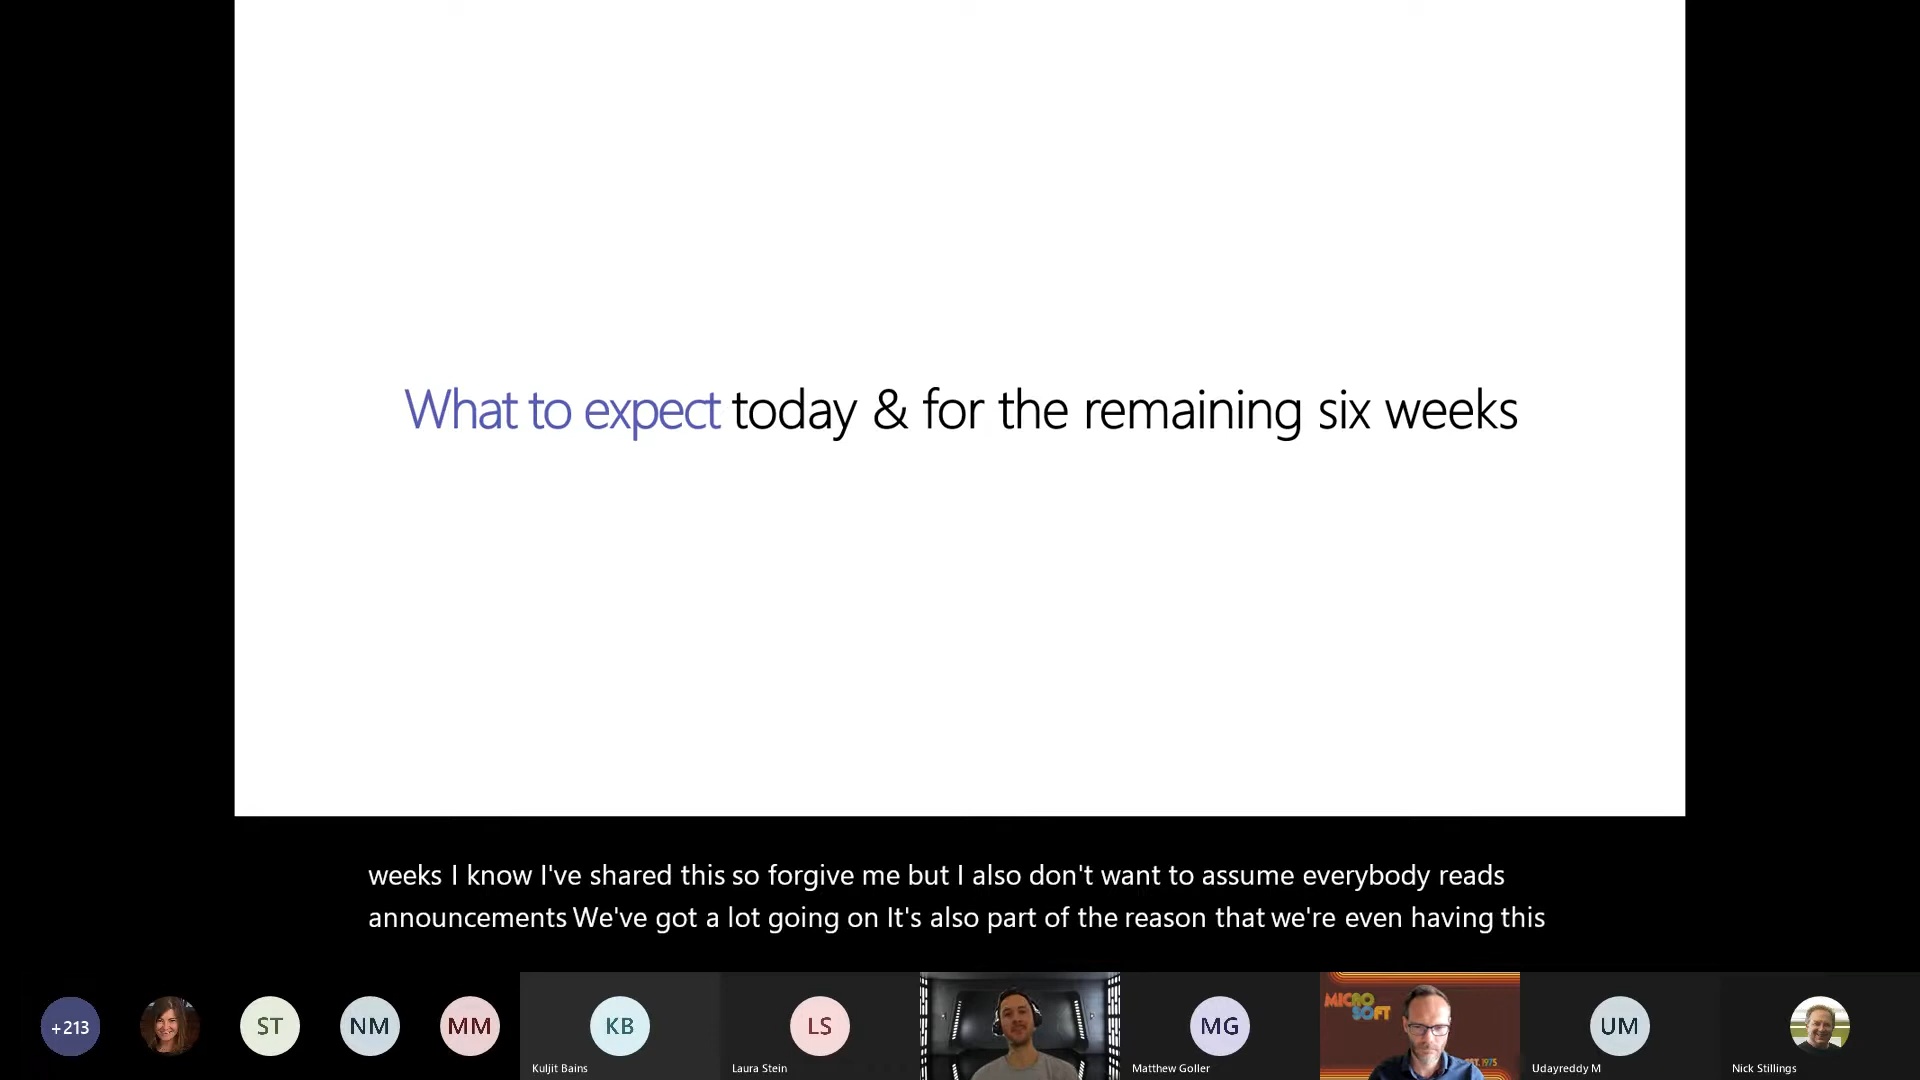 What to expect today & for the remaining six weeks
weeks I know I've shared this so forgive me but I also don't want to assume everybody reads
announcements We've got a lot going on It's also part of the reason that we're even having this
+213
ST
NM
MM
KB
Kuljit Bains
LS
Laura Stein
MG
Matthew Goller
MICRO
SOFT
EST. 1975
UM
Udayreddy M
Nick Stillings